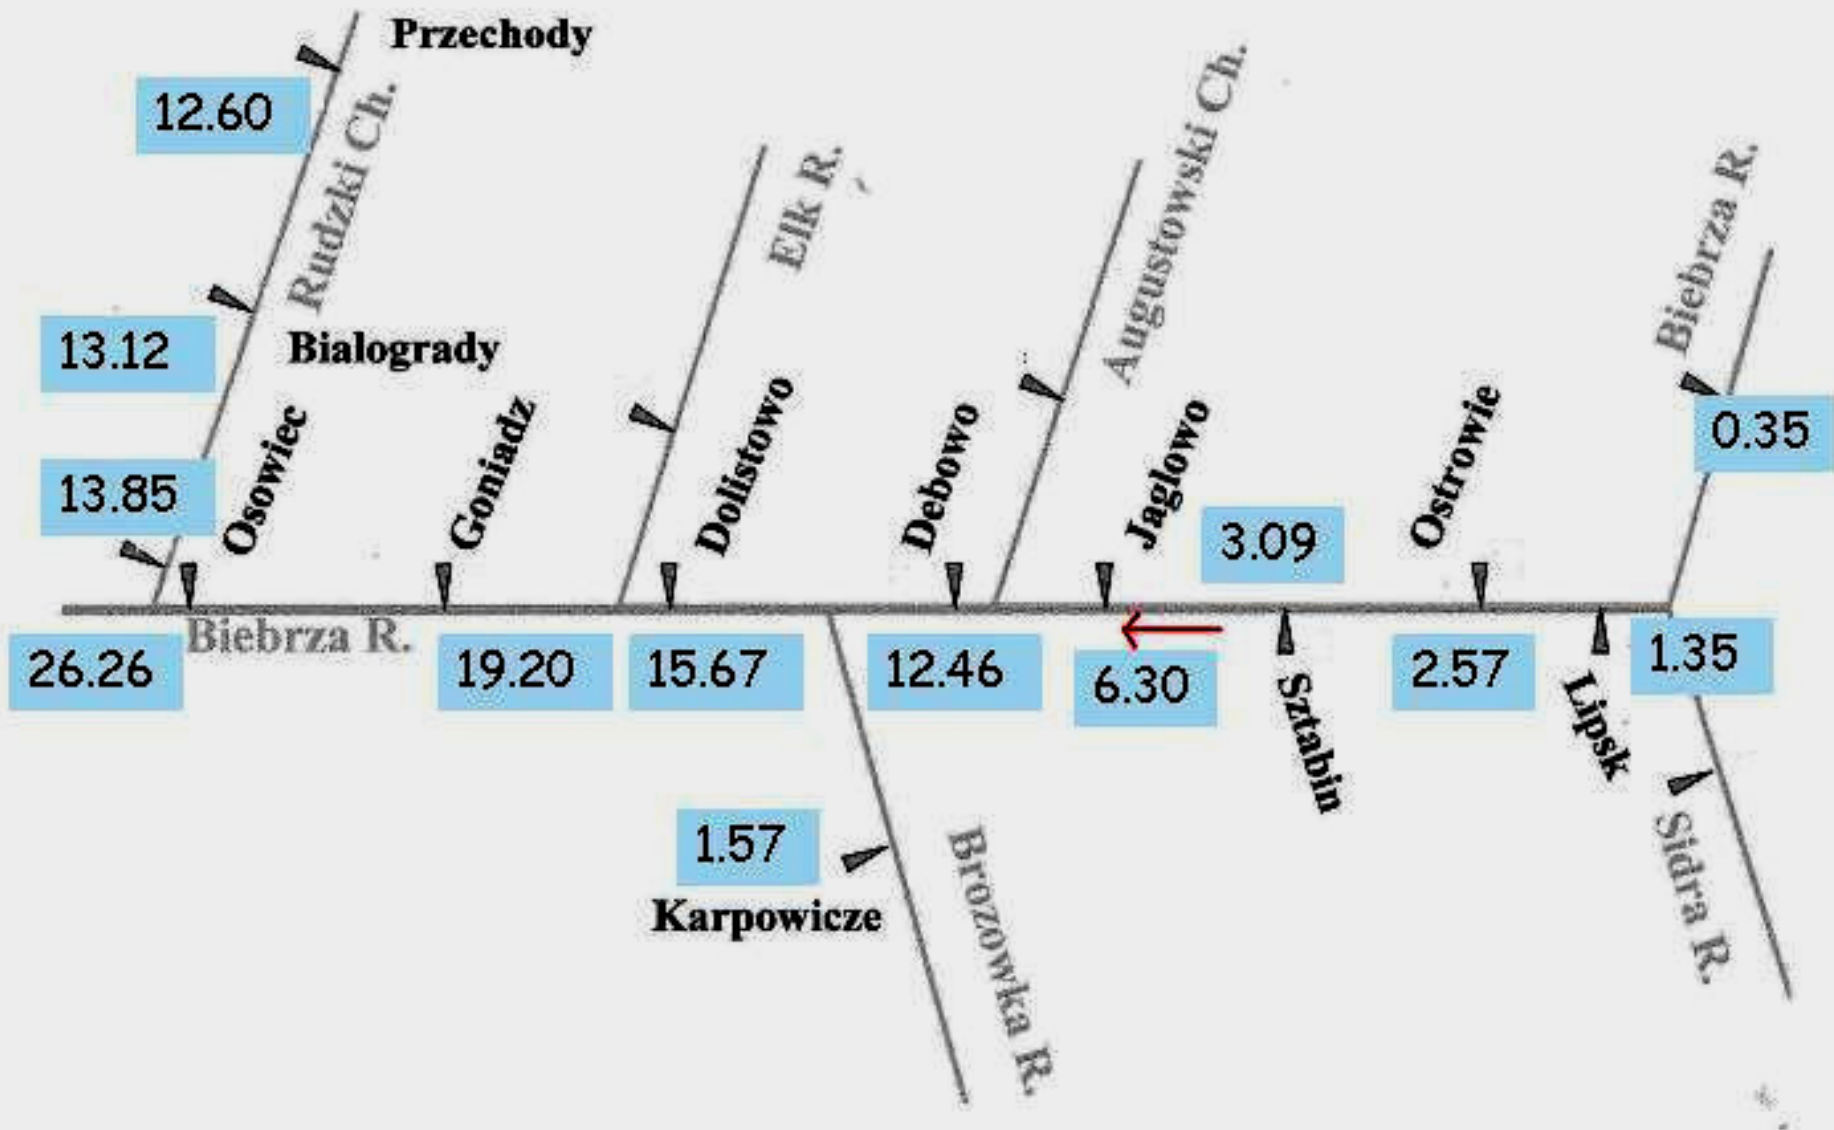 Przechody
12.60
Rudzki Ch.
Elk R.
Augustowski Ch.
Biebrza R.
13.12
Bialogrady
0.35
13.85
Osowiec
Goniadz
Dolistowo
Debowo
Jaglowo
3.09
Ostrowie
Biebrza R.
26.26
19.20
15.67
12.46
6.30
Sztabin
2.57
Lipsk
1.35
1.57
Karpowicze
Brozowka R.
Sidra R.